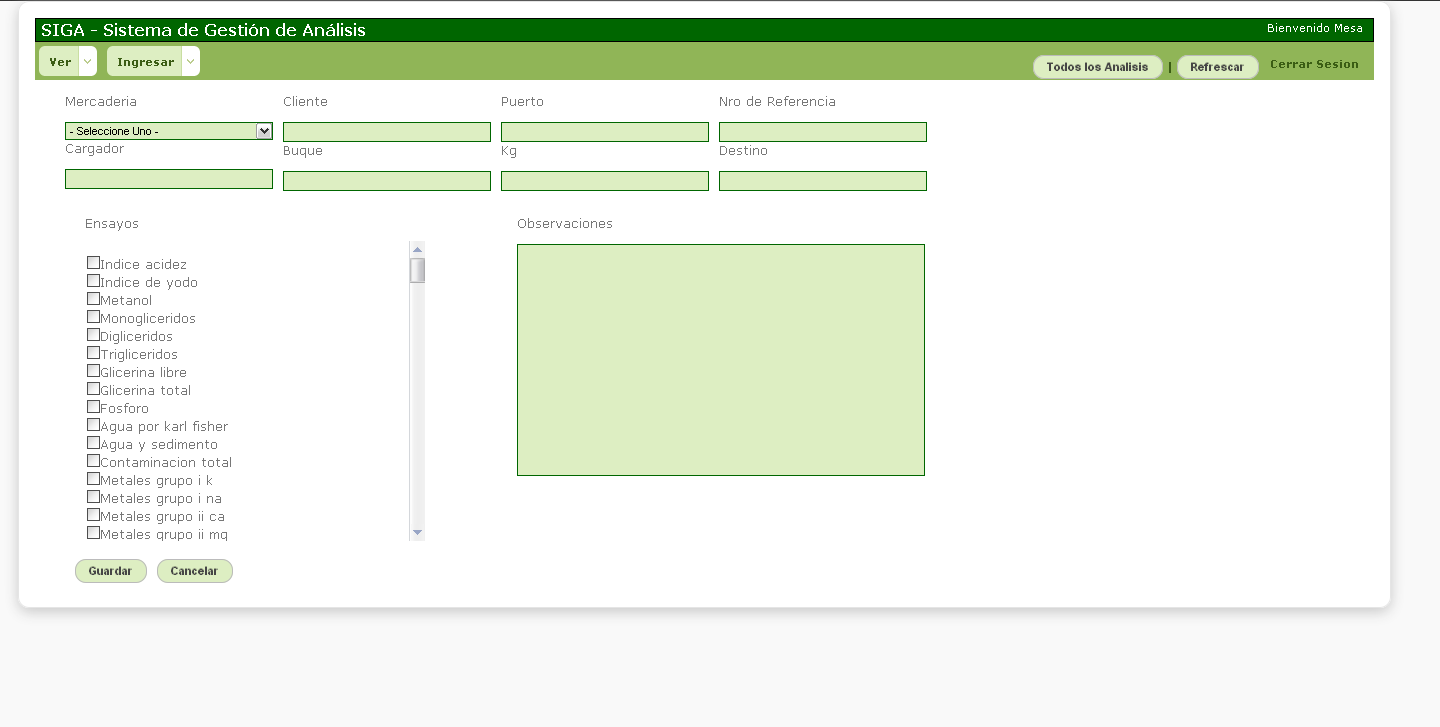 SIGA - Sistema de Gestión de Análisis
Bienvenido Mesa
Ver Ingresar
Todos los Analisis | Refrescar Cerrar Sesion
Mercaderia Cliente Puerto Nro de Referencia
- Seleccione Uno -
Cargador Buque Kg Destino
Ensayos Observaciones
Indice acidez
Indice de yodo
Metanol
Monogliceridos
Digliceridos
Trigliceridos
Glicerina libre
Glicerina total
Fosforo
Agua por karl fisher
Agua y sedimento
Contaminacion total
Metales grupo i k
Metales grupo i na
Metales grupo ii ca
Metales grupo ii mg
Guardar Cancelar